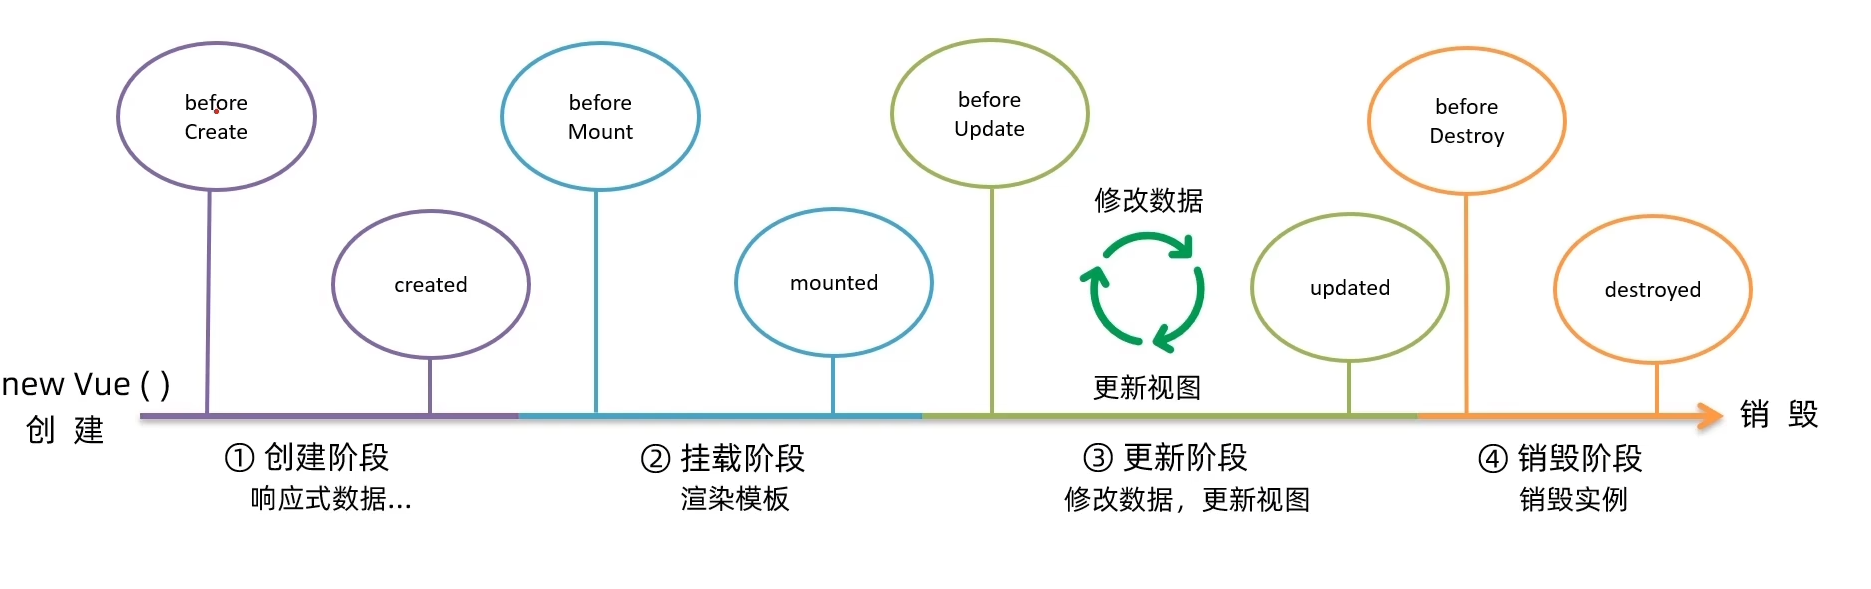 before
Create
created
before
Mount
mounted
before
Update
修改数据
更新视图
updated
before
Destroy
destroyed
new Vue ( )
创 建
销 毁
① 创建阶段
响应式数据...
② 挂载阶段
渲染模板
③ 更新阶段
修改数据，更新视图
④ 销毁阶段
销毁实例